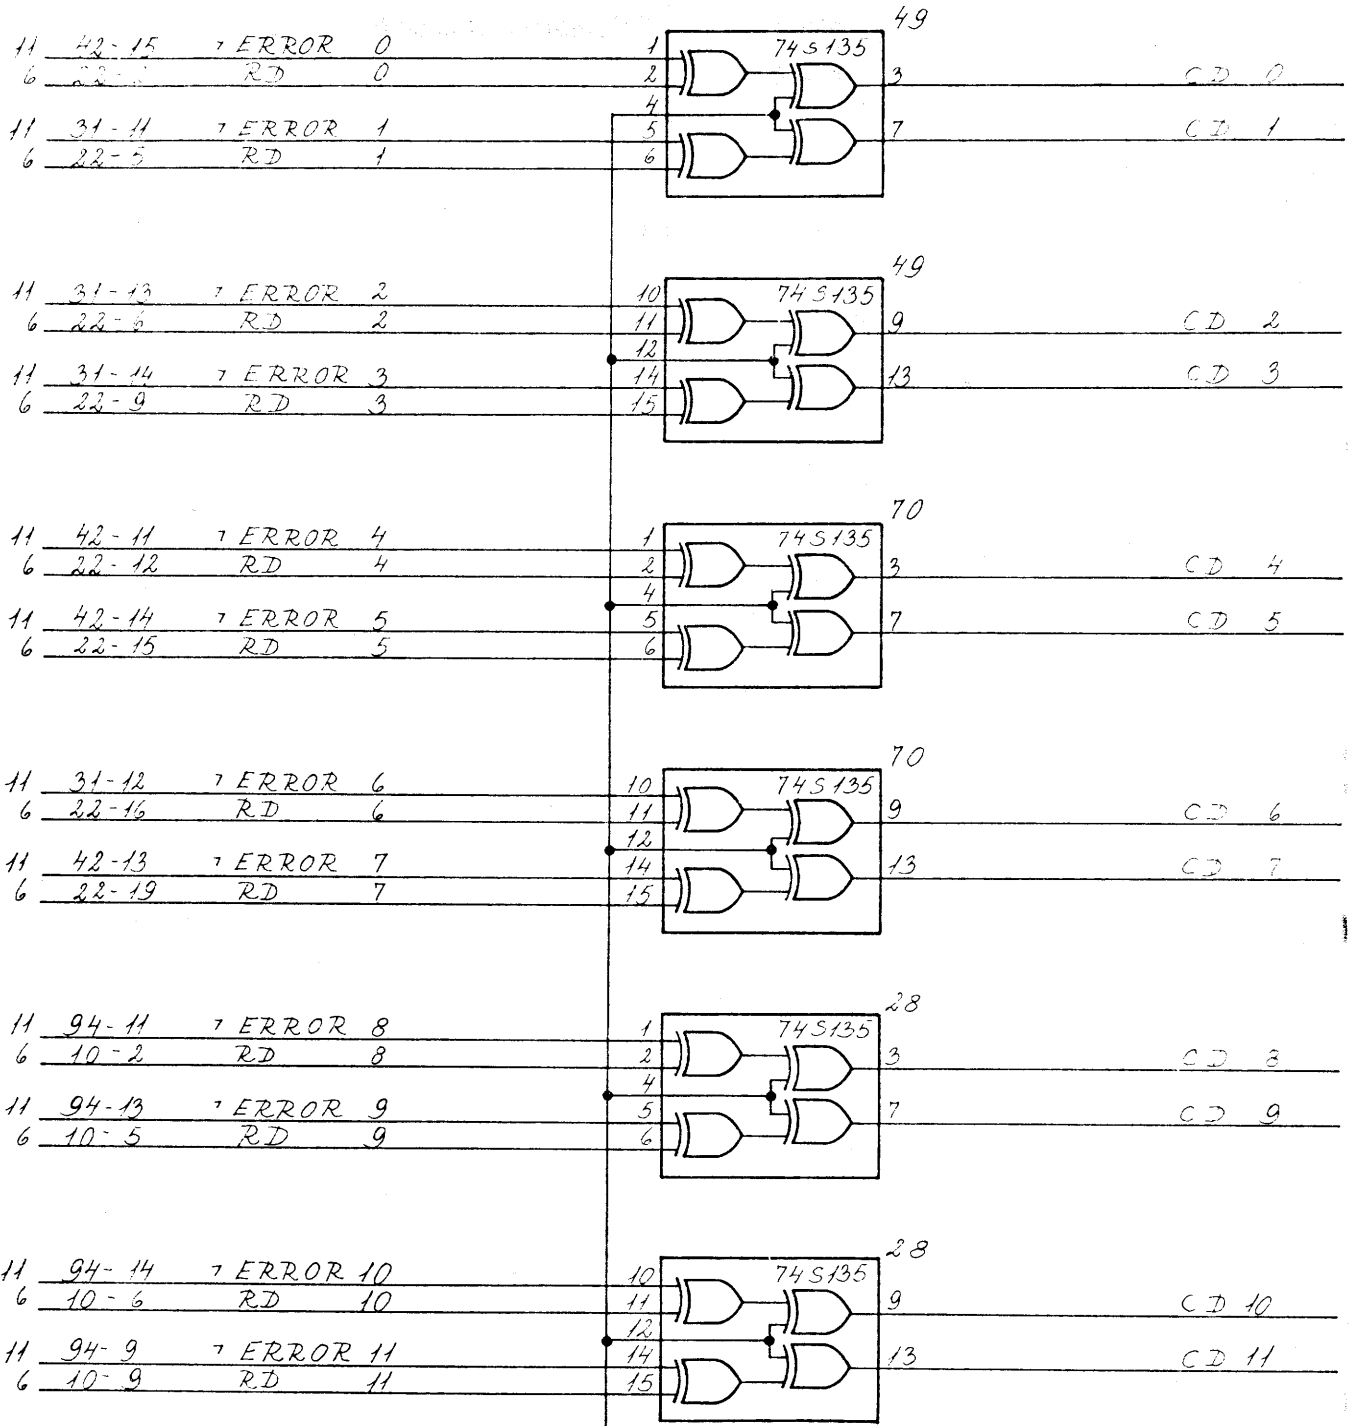 49
11 42-15 ¬ ERROR 0 1 74S135
6 RD 0 2 3 CD 0
4
11 31-11 ¬ ERROR 1 5 7 CD 1
6 22-5 RD 1 6
49
11 31-13 ¬ ERROR 2 10 74S135
6 22-6 RD 2 11 9 CD 2
12
11 31-14 ¬ ERROR 3 14 13 CD 3
6 22-9 RD 3 15
70
11 42-11 ¬ ERROR 4 1 74S135
6 22-12 RD 4 2 3 CD 4
4
11 42-14 ¬ ERROR 5 5 7 CD 5
6 22-15 RD 5 6
70
11 31-12 ¬ ERROR 6 10 74S135
6 22-16 RD 6 11 9 CD 6
12
11 42-13 ¬ ERROR 7 14 13 CD 7
6 22-19 RD 7 15
28
11 94-11 ¬ ERROR 8 1 74S135
6 10-2 RD 8 2 3 CD 8
4
11 94-13 ¬ ERROR 9 5 7 CD 9
6 10-5 RD 9 6
28
11 94-14 ¬ ERROR 10 10 74S135
6 10-6 RD 10 11 9 CD 10
12
11 94-9 ¬ ERROR 11 14 13 CD 11
6 10-9 RD 11 15